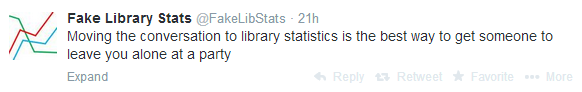 Fake Library Stats @FakeLibStats · 21h
Moving the conversation to library statistics is the best way to get someone to
leave you alone at a party
Expand Reply Retweet Favorite More